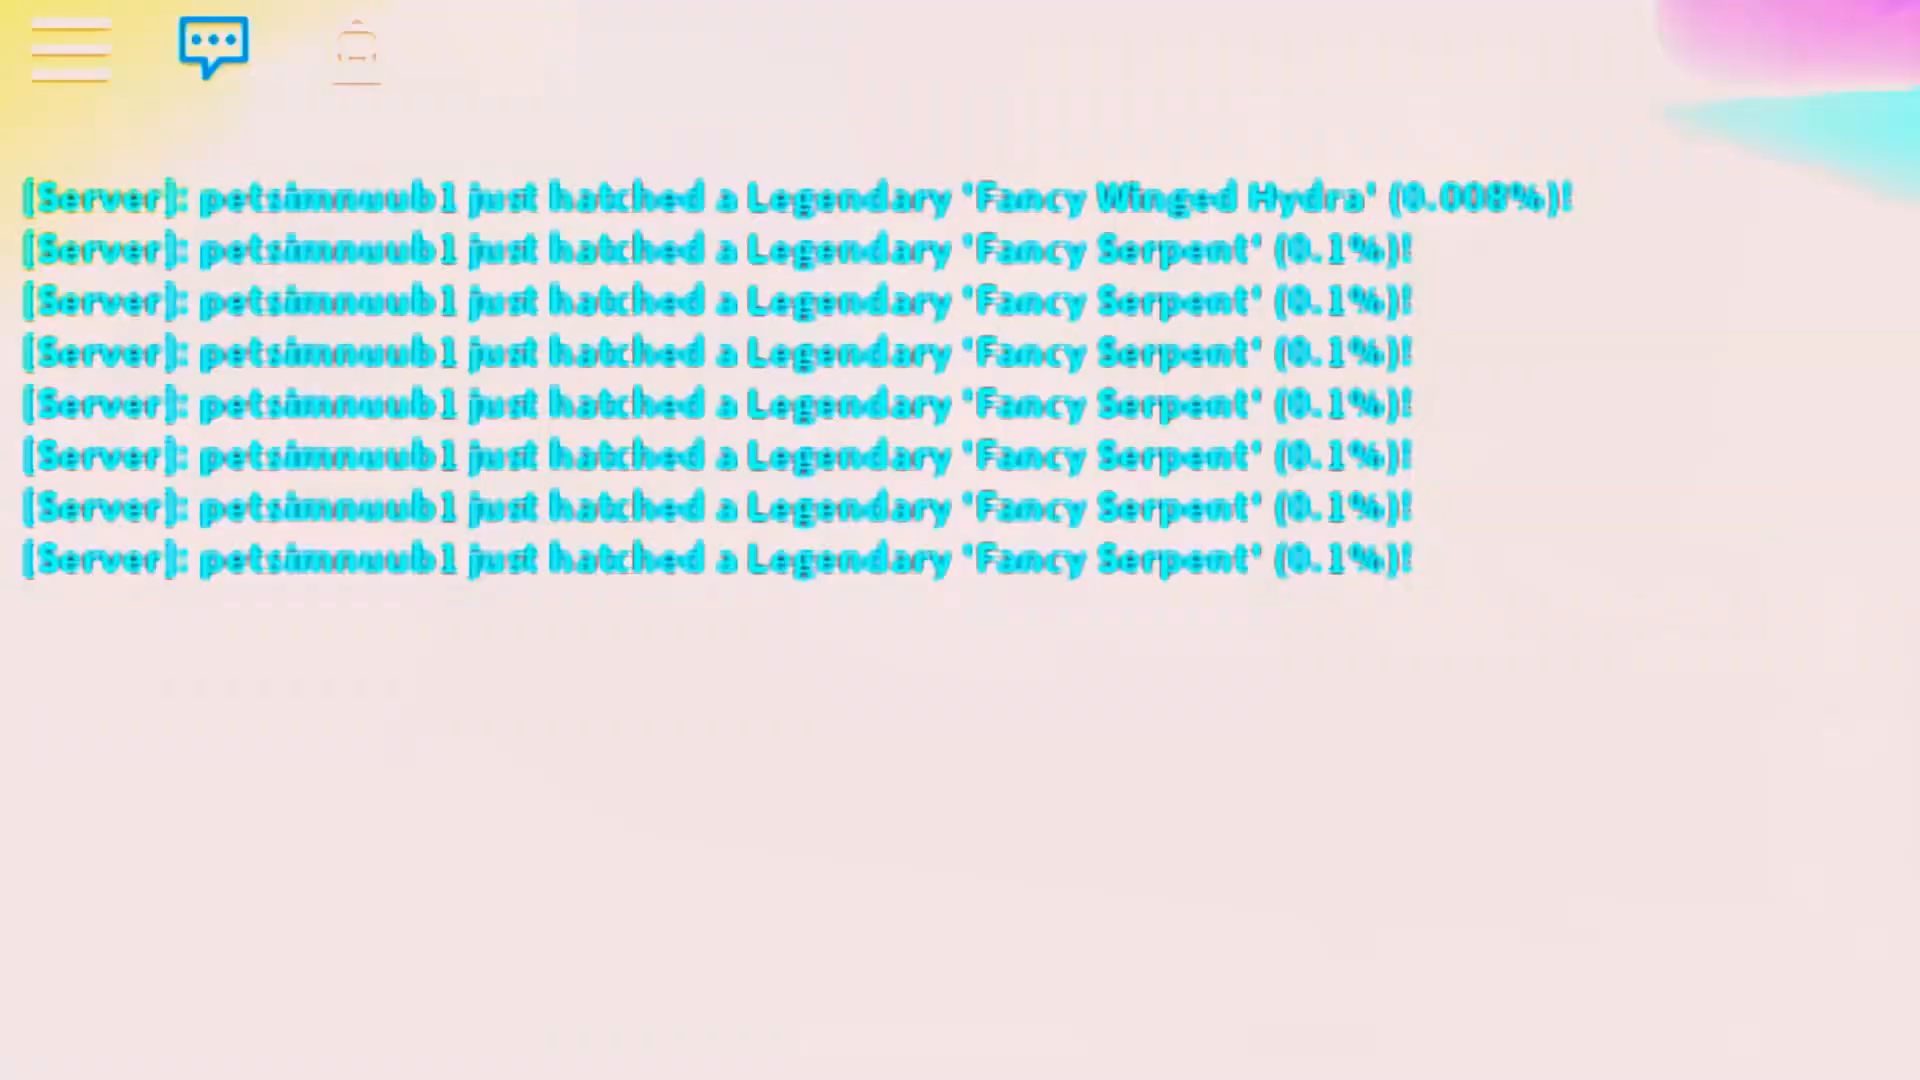 [Server]: petsimnuub1 just hatched a Legendary 'Fancy Winged Hydra' (0.008%)!
[Server]: petsimnuub1 just hatched a Legendary 'Fancy Serpent' (0.1%)!
[Server]: petsimnuub1 just hatched a Legendary 'Fancy Serpent' (0.1%)!
[Server]: petsimnuub1 just hatched a Legendary 'Fancy Serpent' (0.1%)!
[Server]: petsimnuub1 just hatched a Legendary 'Fancy Serpent' (0.1%)!
[Server]: petsimnuub1 just hatched a Legendary 'Fancy Serpent' (0.1%)!
[Server]: petsimnuub1 just hatched a Legendary 'Fancy Serpent' (0.1%)!
[Server]: petsimnuub1 just hatched a Legendary 'Fancy Serpent' (0.1%)!